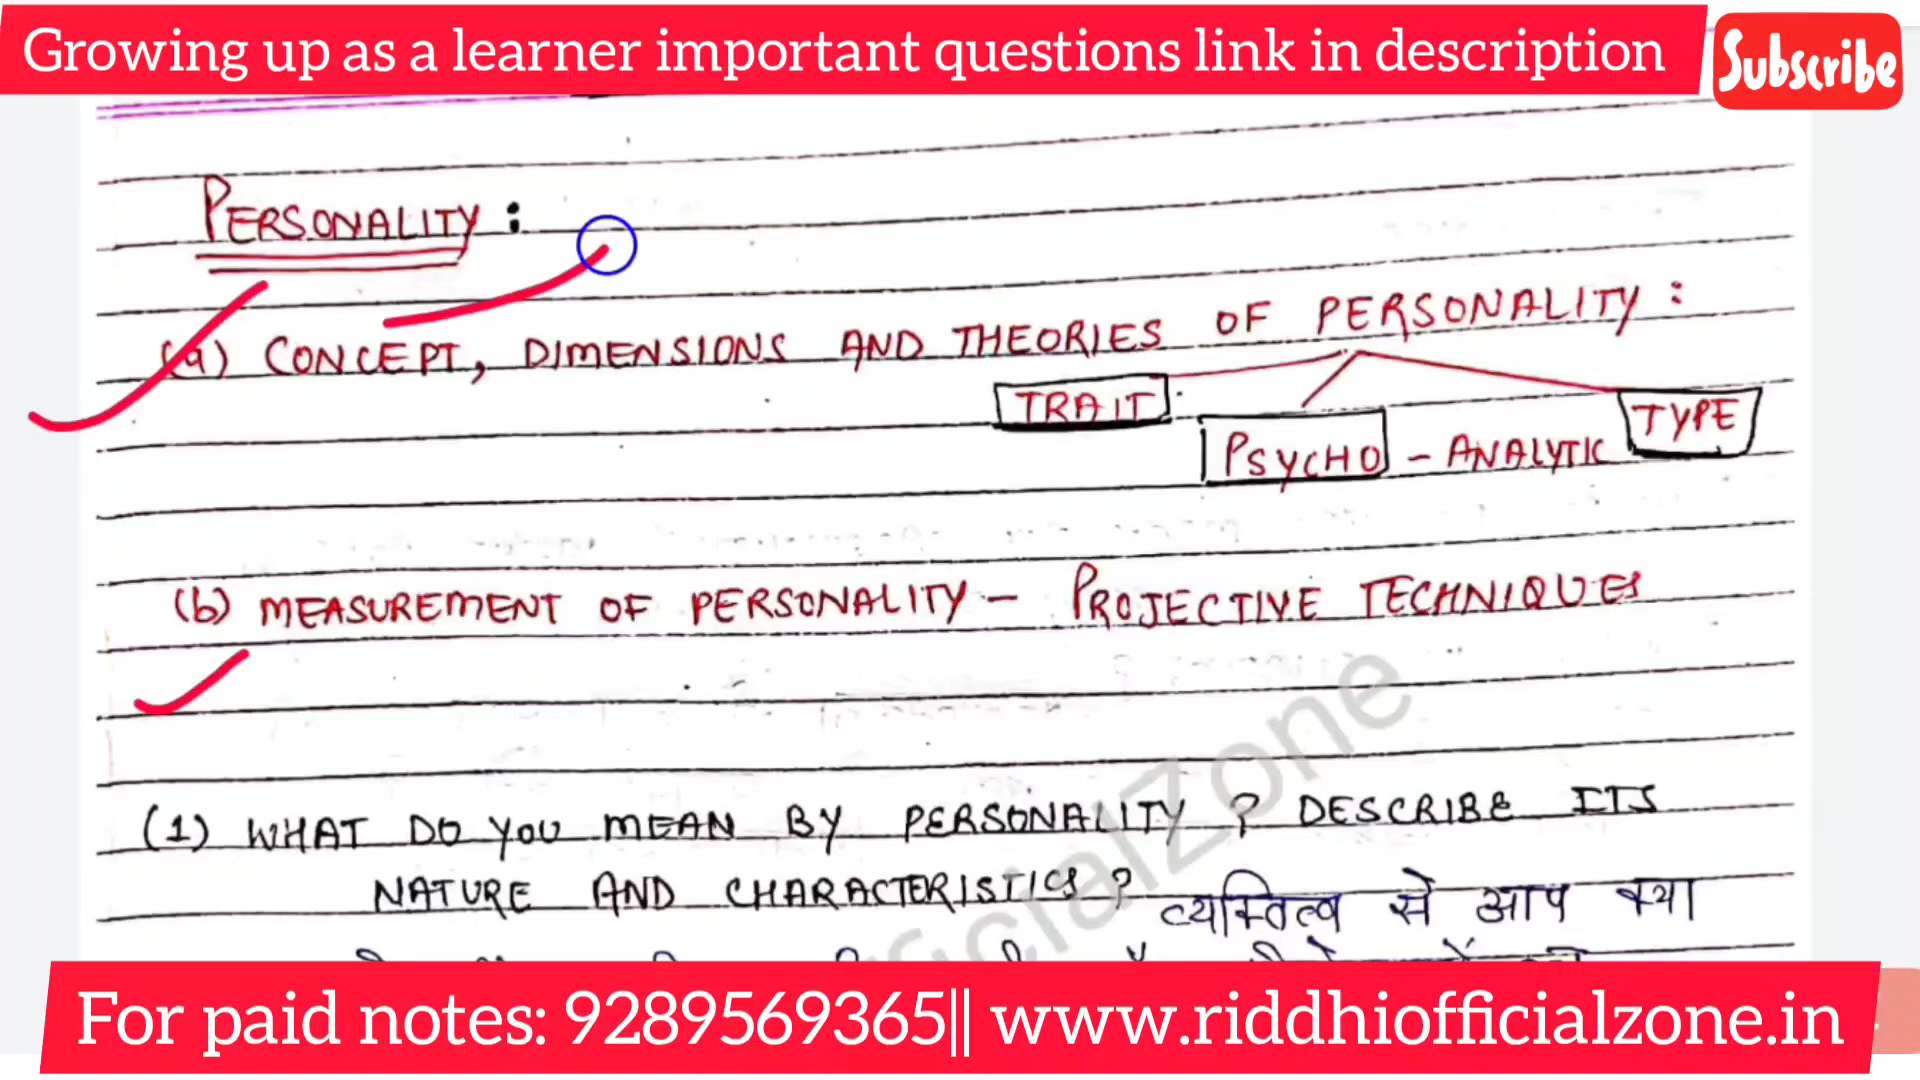 Growing up as a learner important questions link in description
Subscribe
PERSONALITY :
(a) CONCEPT, DIMENSIONS AND THEORIES OF PERSONALITY :
TRAIT
PSYCHO - ANALYTIC
TYPE
(b) MEASUREMENT OF PERSONALITY - PROJECTIVE TECHNIQUES
(1) WHAT DO YOU MEAN BY PERSONALITY ? DESCRIBE ITS
NATURE AND CHARACTERISTICS ? व्यक्तित्व से आप क्या
ficialZone
For paid notes: 9289569365|| www.riddhiofficialzone.in